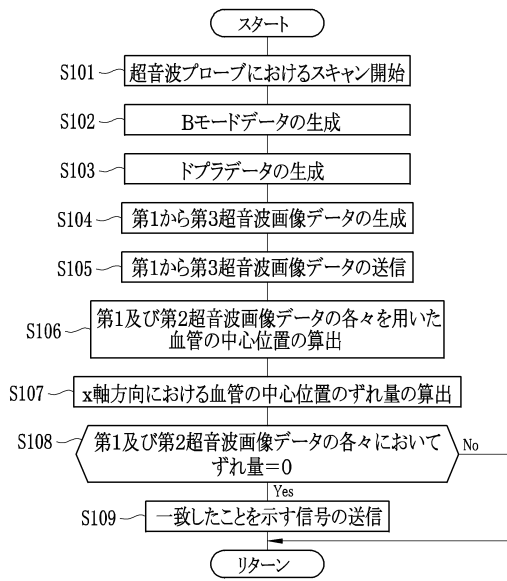 スタート
S101
超音波プローブにおけるスキャン開始
S102
Bモードデータの生成
S103
ドプラデータの生成
S104
第1から第3超音波画像データの生成
S105
第1から第3超音波画像データの送信
S106
第1及び第2超音波画像データの各々を用いた
血管の中心位置の算出
S107
x軸方向における血管の中心位置のずれ量の算出
S108
第1及び第2超音波画像データの各々において
ずれ量=0
No
Yes
S109
一致したことを示す信号の送信
リターン